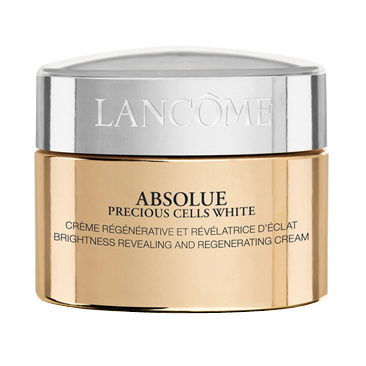 LANCÔME
ABSOLUE
PRECIOUS CELLS WHITE
CRÈME RÉGÉNÉRATIVE ET RÉVÉLATRICE D'ÉCLAT
BRIGHTNESS REVEALING AND REGENERATING CREAM